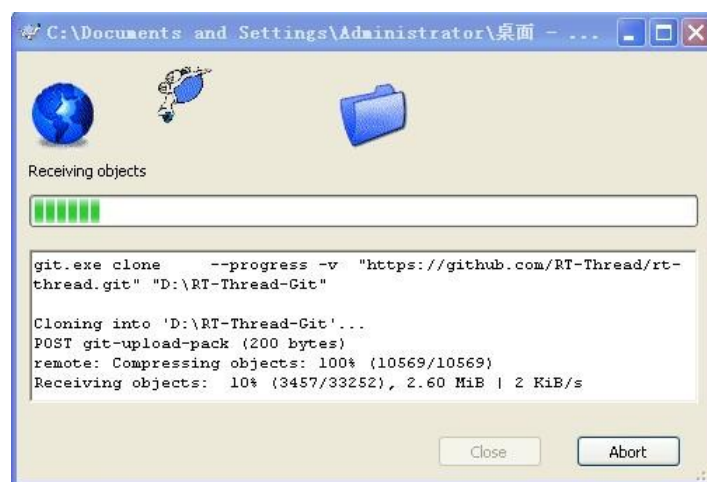 C:\Documents and Settings\Administrator\桌面 - ...
Receiving objects
git.exe clone    --progress -v  "https://github.com/RT-Thread/rt-
thread.git" "D:\RT-Thread-Git"
Cloning into 'D:\RT-Thread-Git'...
POST git-upload-pack (200 bytes)
remote: Compressing objects: 100% (10569/10569)
Receiving objects:  10% (3457/33252), 2.60 MiB | 2 KiB/s
Close
Abort